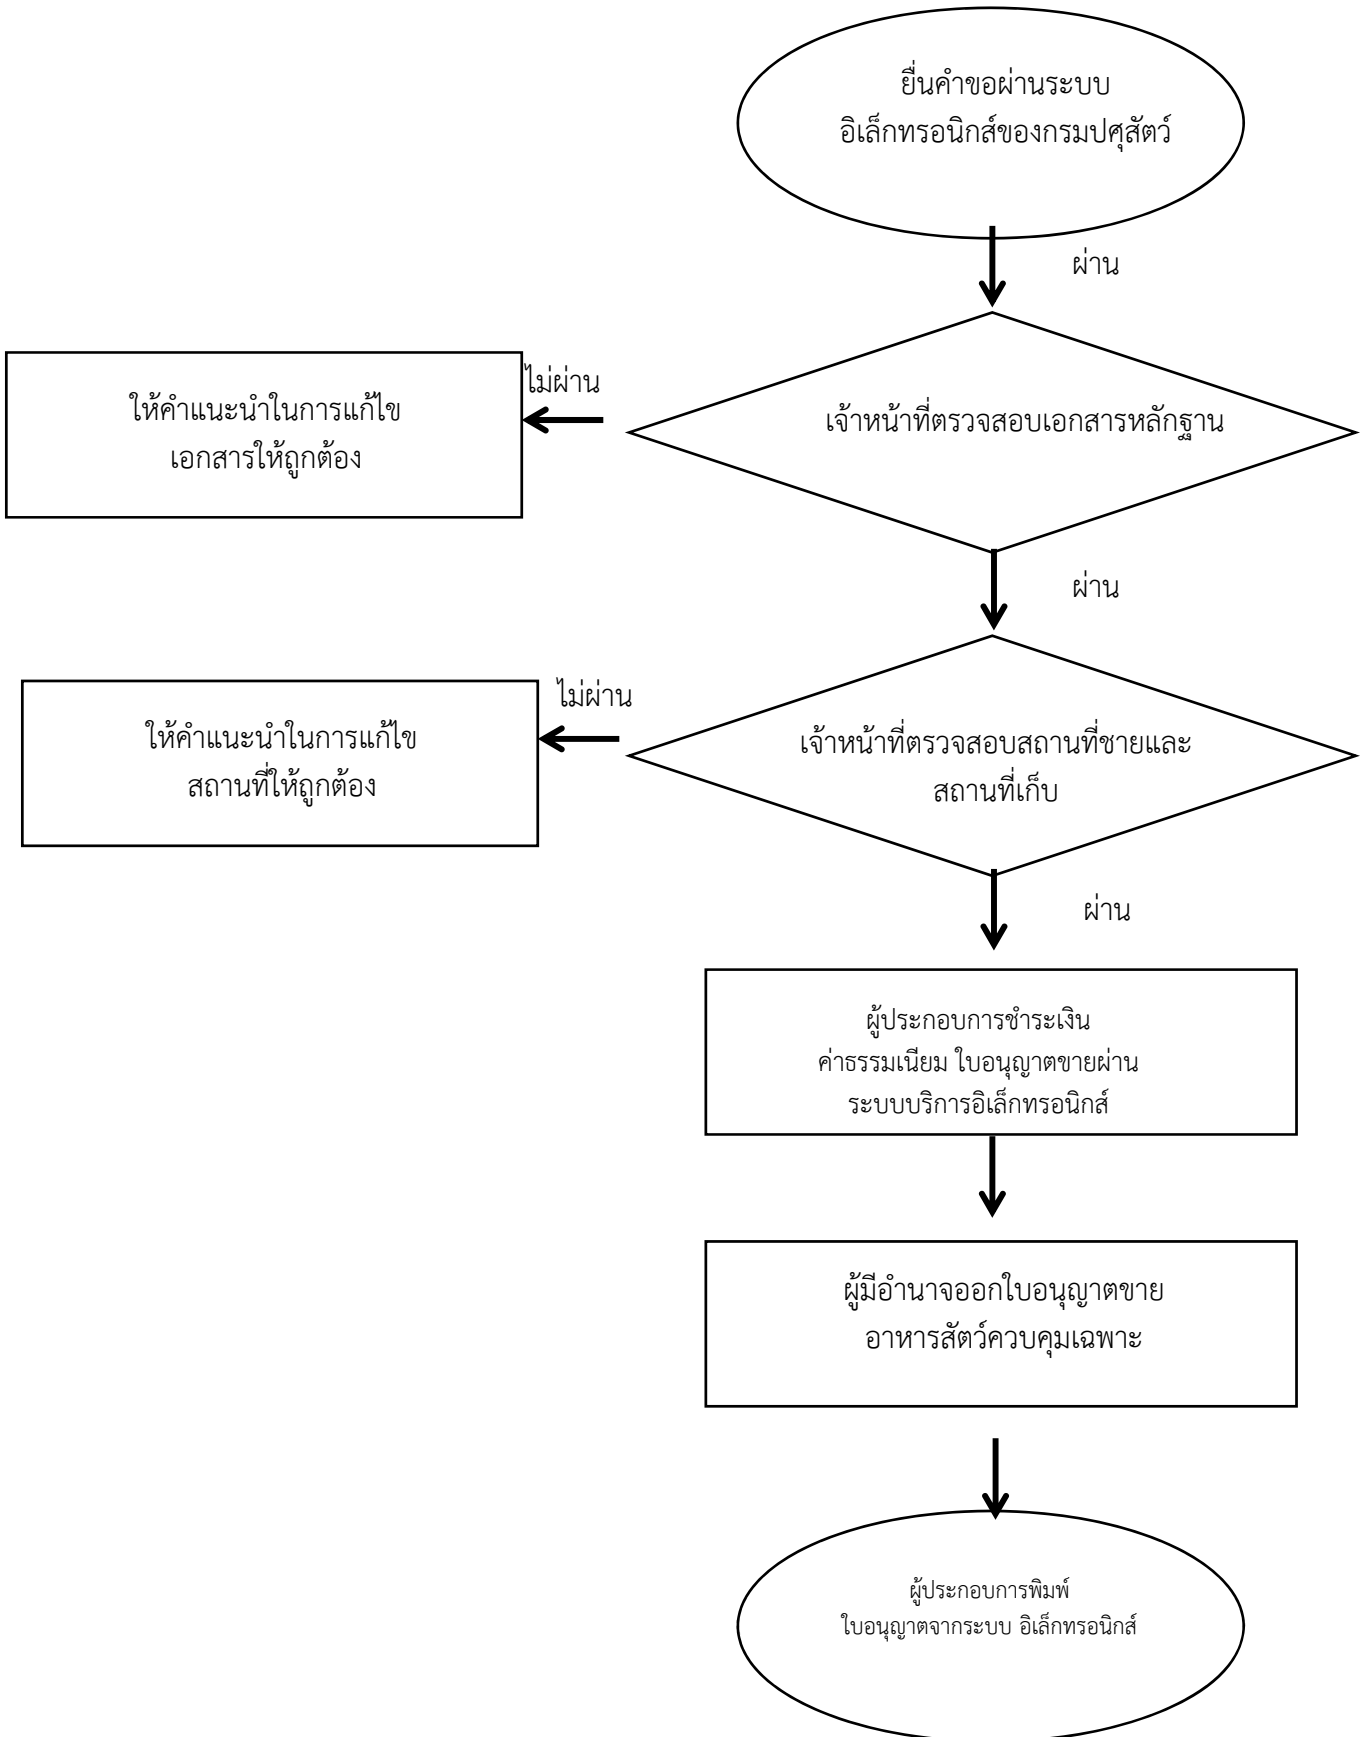 ยื่นคำขอผ่านระบบ
อิเล็กทรอนิกส์ของกรมปศุสัตว์
ผ่าน
ไม่ผ่าน
ให้คำแนะนำในการแก้ไข
เอกสารให้ถูกต้อง
เจ้าหน้าที่ตรวจสอบเอกสารหลักฐาน
ผ่าน
ไม่ผ่าน
ให้คำแนะนำในการแก้ไข
สถานที่ให้ถูกต้อง
เจ้าหน้าที่ตรวจสอบสถานที่ชายและ
สถานที่เก็บ
ผ่าน
ผู้ประกอบการชำระเงิน
ค่าธรรมเนียม ใบอนุญาตขายผ่าน
ระบบบริการอิเล็กทรอนิกส์
ผู้มีอำนาจออกใบอนุญาตขาย
อาหารสัตว์ควบคุมเฉพาะ
ผู้ประกอบการพิมพ์
ใบอนุญาตจากระบบ อิเล็กทรอนิกส์